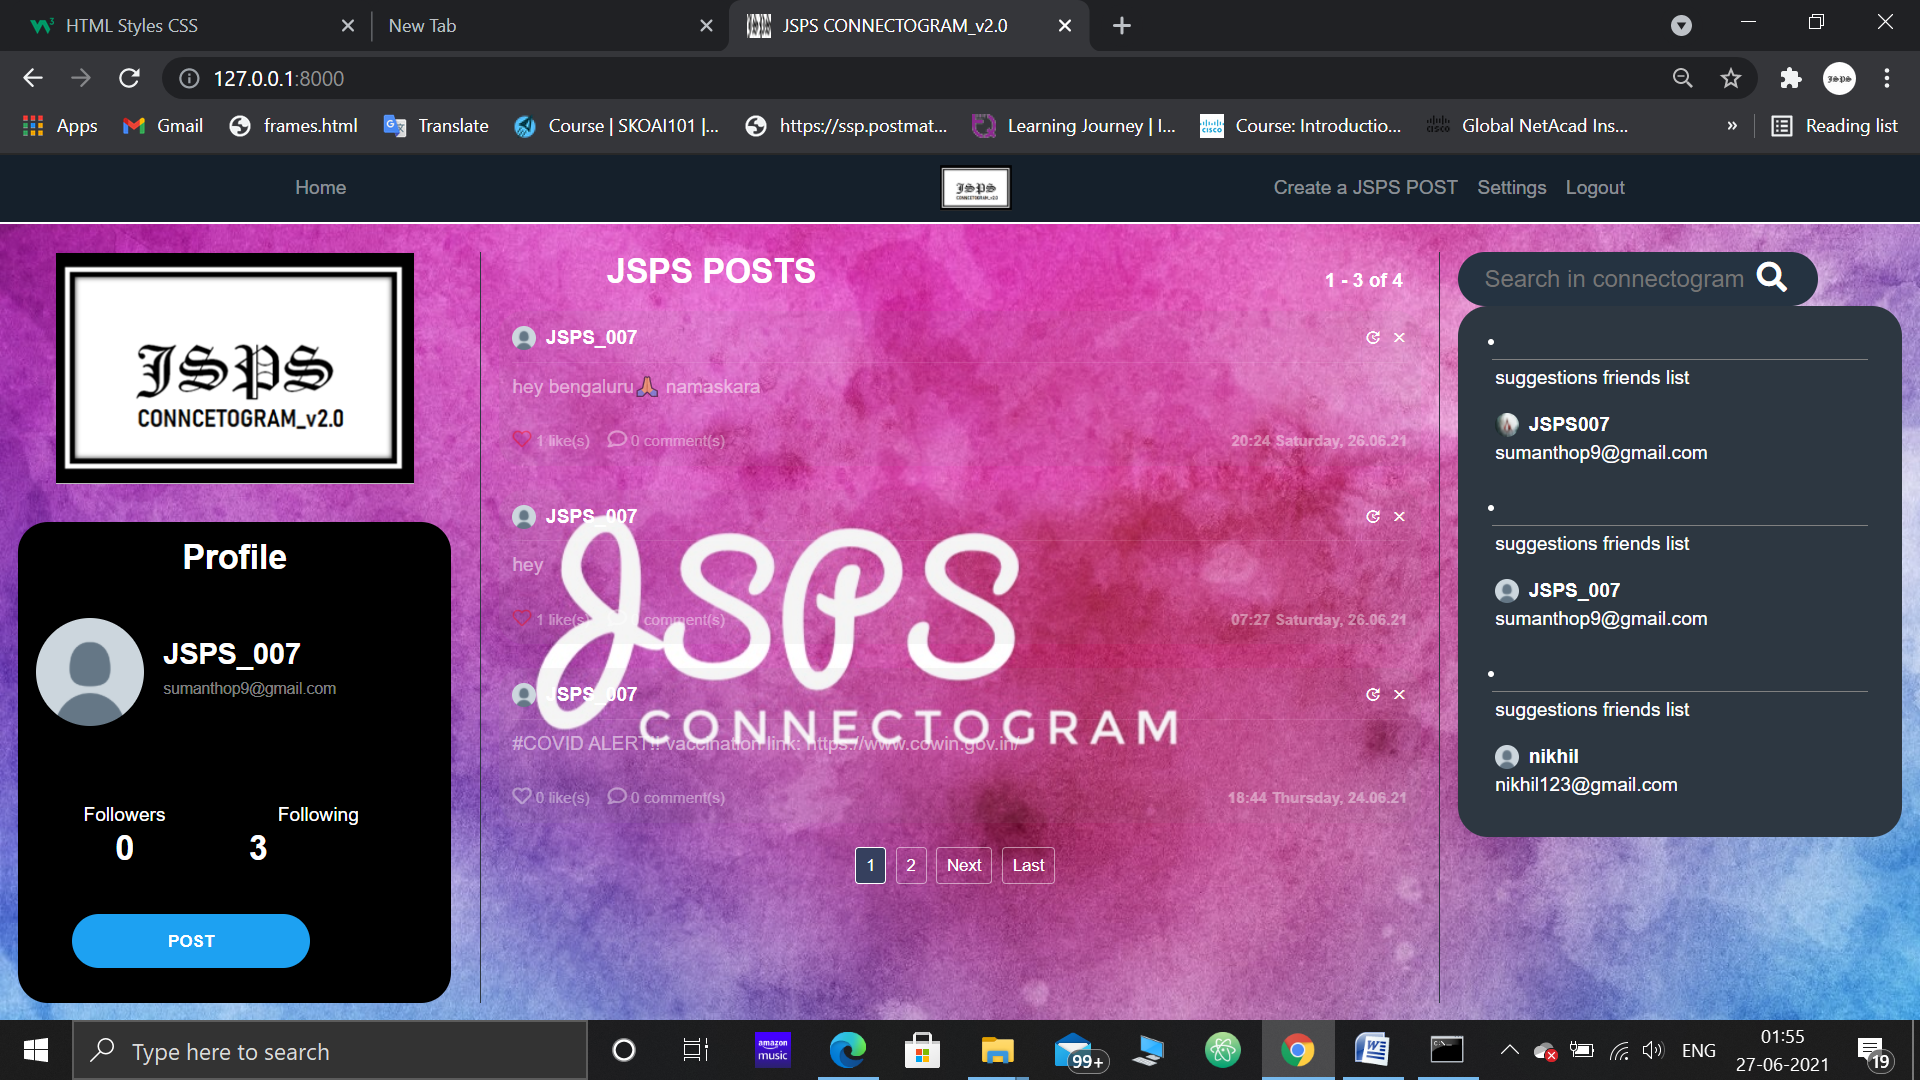 HTML Styles CSS
New Tab
JSPS CONNECTOGRAM_v2.0
127.0.0.1:8000
JSPS
Apps
Gmail
frames.html
Translate
Course | SKOAI101 |...
https://ssp.postmat...
Learning Journey | I...
Course: Introductio...
Global NetAcad Ins...
»
Reading list
Home
JSPS
CONNCETOGRAM_v2.0
Create a JSPS POST
Settings
Logout
JSPS
CONNCETOGRAM_v2.0
Profile
JSPS_007
sumanthop9@gmail.com
Followers
Following
0
3
POST
JSPS POSTS
1 - 3 of 4
JSPS_007
hey bengaluru🙏 namaskara
1 like(s) 0 comment(s)
20:24 Saturday, 26.06.21
JSPS_007
hey
1 like(s) 0 comment(s)
07:27 Saturday, 26.06.21
JSPS_007
#COVID ALERT!! vaccination link: https://www.cowin.gov.in/
0 like(s) 0 comment(s)
18:44 Thursday, 24.06.21
JSPS
CONNECTOGRAM
1 2 Next Last
Search in connectogram
suggestions friends list
JSPS007
sumanthop9@gmail.com
suggestions friends list
JSPS_007
sumanthop9@gmail.com
suggestions friends list
nikhil
nikhil123@gmail.com
Type here to search
amazon
music
99+
ENG
01:55
27-06-2021
19